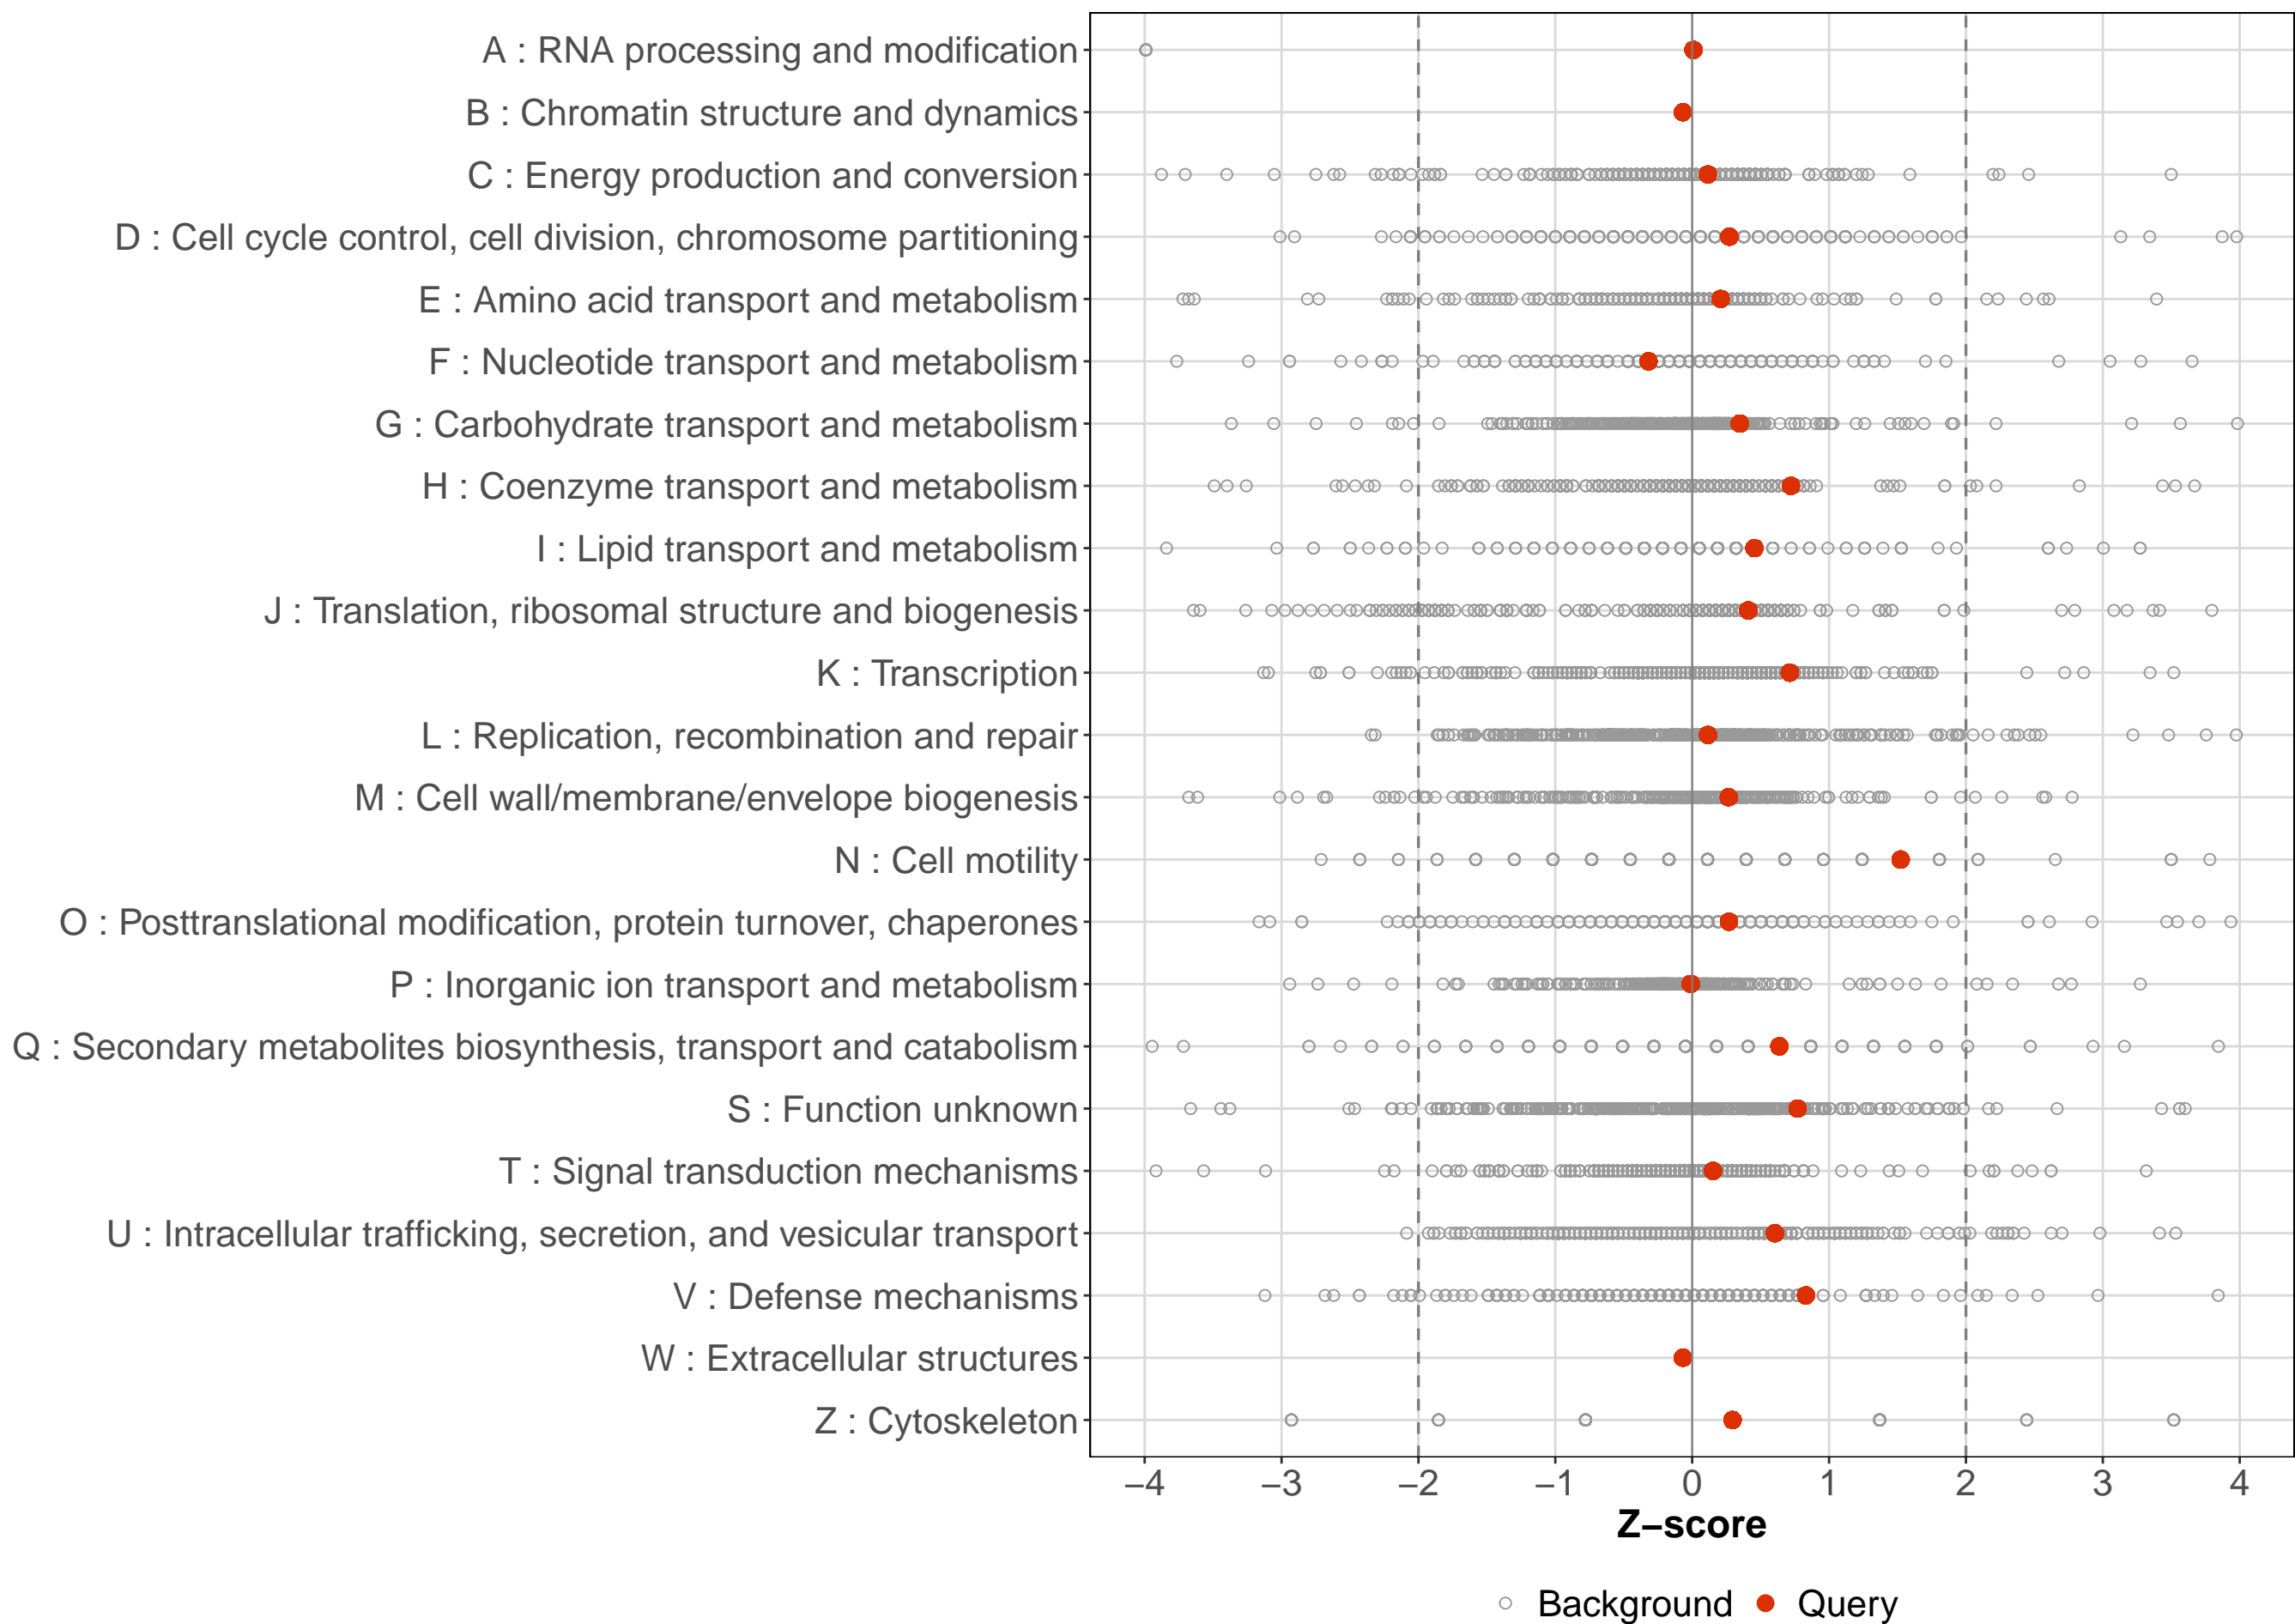 A : RNA processing and modification
B : Chromatin structure and dynamics
C : Energy production and conversion
D : Cell cycle control, cell division, chromosome partitioning
E : Amino acid transport and metabolism
F : Nucleotide transport and metabolism
G : Carbohydrate transport and metabolism
H : Coenzyme transport and metabolism
I : Lipid transport and metabolism
J : Translation, ribosomal structure and biogenesis
K : Transcription
L : Replication, recombination and repair
M : Cell wall/membrane/envelope biogenesis
N : Cell motility
O : Posttranslational modification, protein turnover, chaperones
P : Inorganic ion transport and metabolism
Q : Secondary metabolites biosynthesis, transport and catabolism
S : Function unknown
T : Signal transduction mechanisms
U : Intracellular trafficking, secretion, and vesicular transport
V : Defense mechanisms
W : Extracellular structures
Z : Cytoskeleton
−4 −3 −2 −1 0 1 2 3 4
Z−score
Background Query